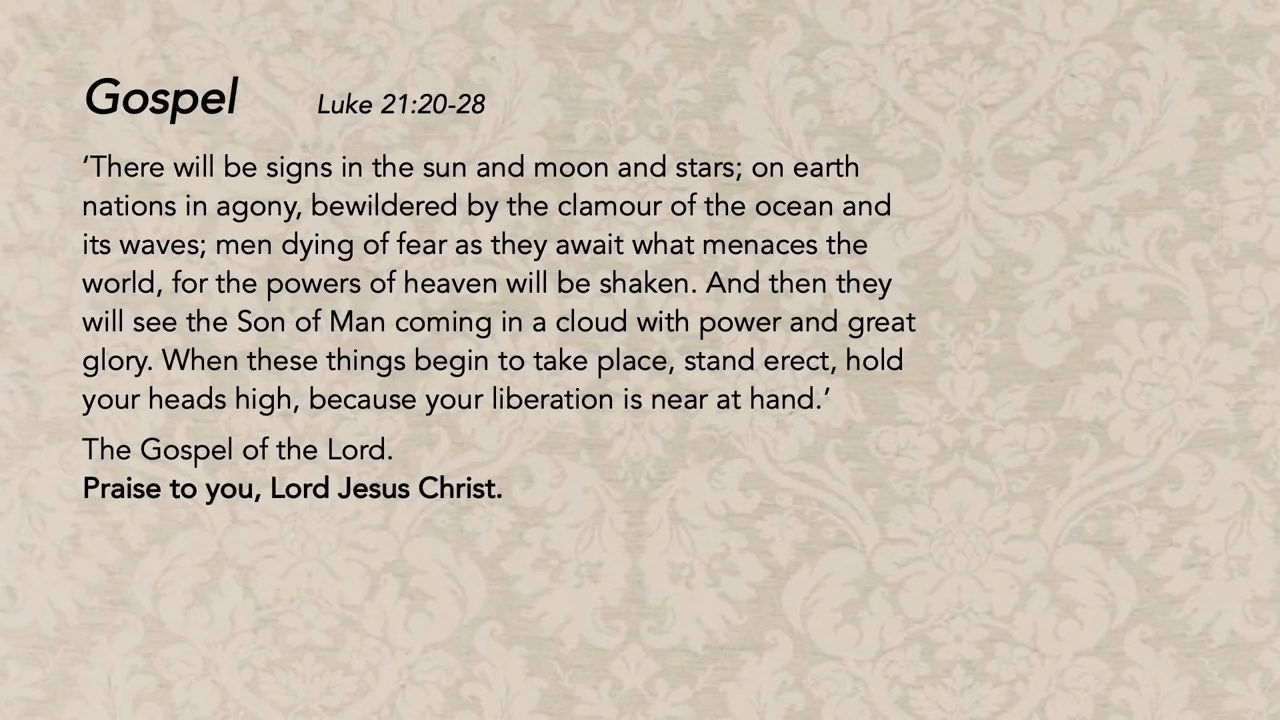 Gospel Luke 21:20-28
‘There will be signs in the sun and moon and stars; on earth
nations in agony, bewildered by the clamour of the ocean and
its waves; men dying of fear as they await what menaces the
world, for the powers of heaven will be shaken. And then they
will see the Son of Man coming in a cloud with power and great
glory. When these things begin to take place, stand erect, hold
your heads high, because your liberation is near at hand.’
The Gospel of the Lord.
Praise to you, Lord Jesus Christ.